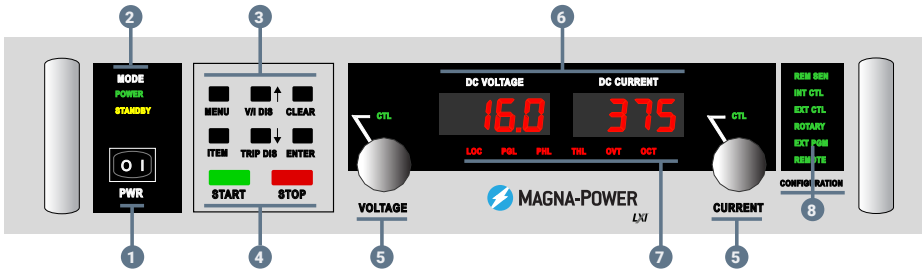 2
3
6
MODE
POWER
STANDBY
O I
PWR
1
MENU
V/I DIS
CLEAR
ITEM
TRIP DIS
ENTER
START
STOP
4
DC VOLTAGE
DC CURRENT
16.0
375
CTL
CTL
LOC
PGL
PHL
THL
OVT
OCT
VOLTAGE
5
MAGNA-POWER
LXI
7
CURRENT
5
REM SEN
INT CTL
EXT CTL
ROTARY
EXT PGM
REMOTE
CONFIGURATION
8